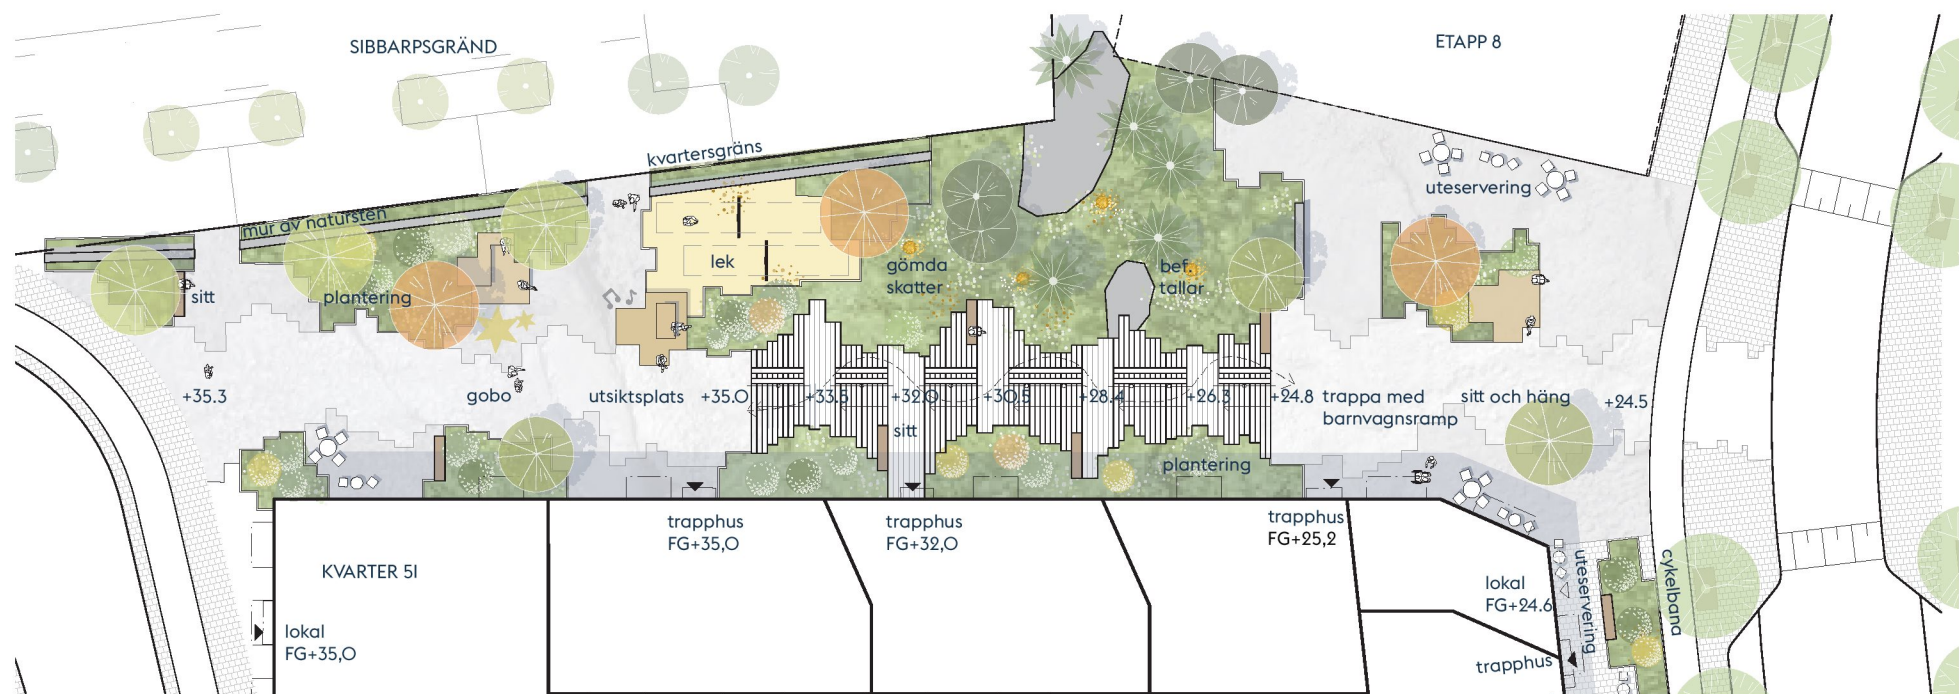 SIBBARPSGRÄND
ETAPP 8
kvartersgräns
uteservering
mur av natursten
lek
gömda
skatter
bef.
tallar
sitt
plantering
+35.3
gobo
utsiktsplats
+35.0
+33.5
+32.0
+30.5
+28.4
+26.3
+24.8
trappa med
barnvagnsramp
sitt och häng
+24.5
sitt
plantering
trapphus
FG+35,0
trapphus
FG+32,0
trapphus
FG+25,2
KVARTER 51
lokal
FG+24.6
uteservering
cykelbana
lokal
FG+35,0
trapphus